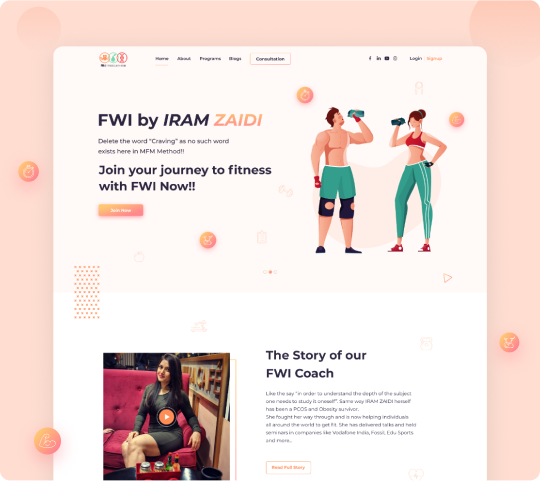 Home About Programs Blogs Consultation Login Signup
FWI by IRAM ZAIDI
Delete the word "Craving" as no such word
exists here in MFM Method!!
Join your journey to fitness
with FWI Now!!
Join Now!
The Story of our
FWI Coach
Like the say "in order to understand the depth of the subject
one needs to study it oneself". Same way IRAM ZAIDI herself
has been a PCOS and Obesity survivor.
She fought her way through and is now helping individuals
all around the world to get fit. She has delivered talks and held
seminars in companies like Vodafone India, Fossil, Edu Sports
and more...
Read Full Story